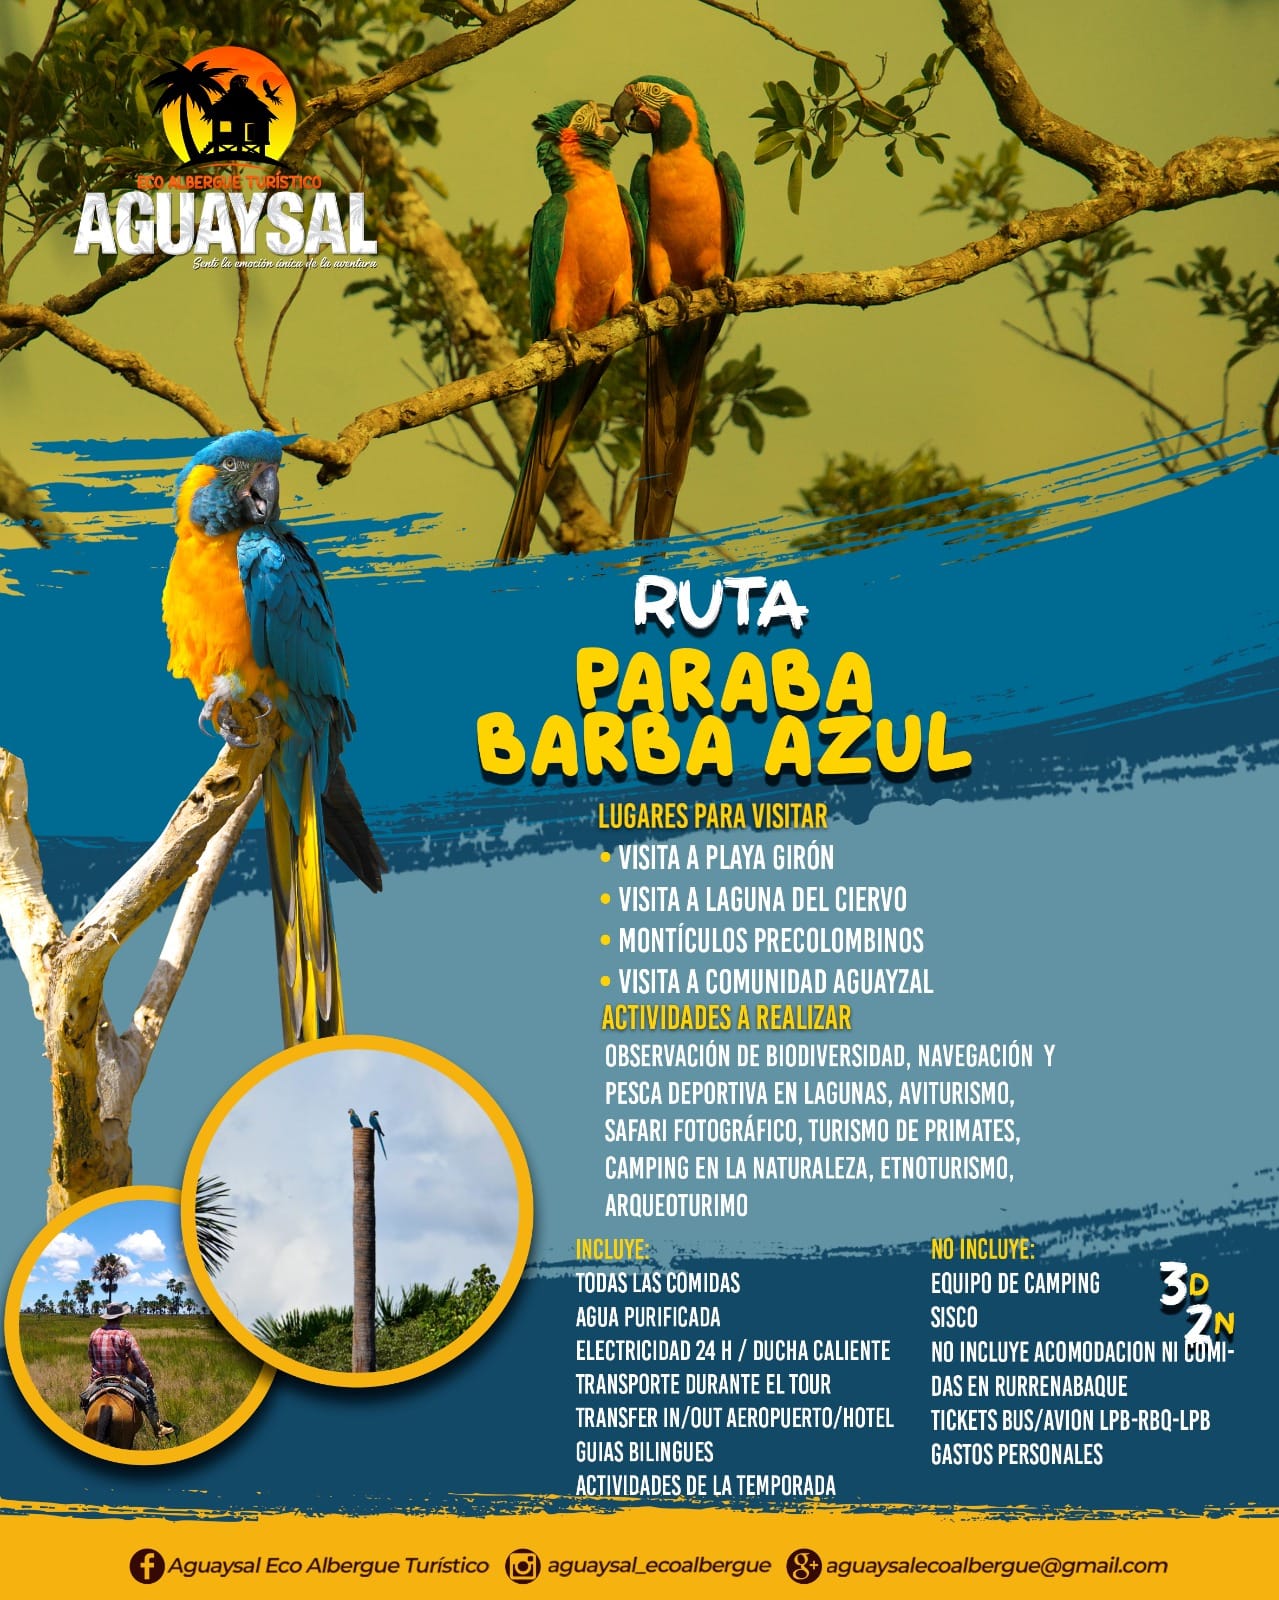 ECO ALBERGUE TURÍSTICO
AGUAYSAL
Sentí la emoción única de la aventura
RUTA
PARABA
BARBA AZUL
LUGARES PARA VISITAR
• VISITA A PLAYA GIRÓN
• VISITA A LAGUNA DEL CIERVO
• MONTÍCULOS PRECOLOMBINOS
• VISITA A COMUNIDAD AGUAYZAL
ACTIVIDADES A REALIZAR
OBSERVACIÓN DE BIODIVERSIDAD, NAVEGACIÓN Y
PESCA DEPORTIVA EN LAGUNAS, AVITURISMO,
SAFARI FOTOGRÁFICO, TURISMO DE PRIMATES,
CAMPING EN LA NATURALEZA, ETNOTURISMO,
ARQUEOTURIMO
INCLUYE:
TODAS LAS COMIDAS
AGUA PURIFICADA
ELECTRICIDAD 24 H / DUCHA CALIENTE
TRANSPORTE DURANTE EL TOUR
TRANSFER IN/OUT AEROPUERTO/HOTEL
GUIAS BILINGUES
ACTIVIDADES DE LA TEMPORADA
NO INCLUYE:
EQUIPO DE CAMPING
SISCO
NO INCLUYE ACOMODACION NI COMI-
DAS EN RURRENABAQUE
TICKETS BUS/AVION LPB-RBQ-LPB
GASTOS PERSONALES
3D
2N
Aguaysal Eco Albergue Turístico
aguaysal_ecoalbergue
aguaysalecoalbergue@gmail.com